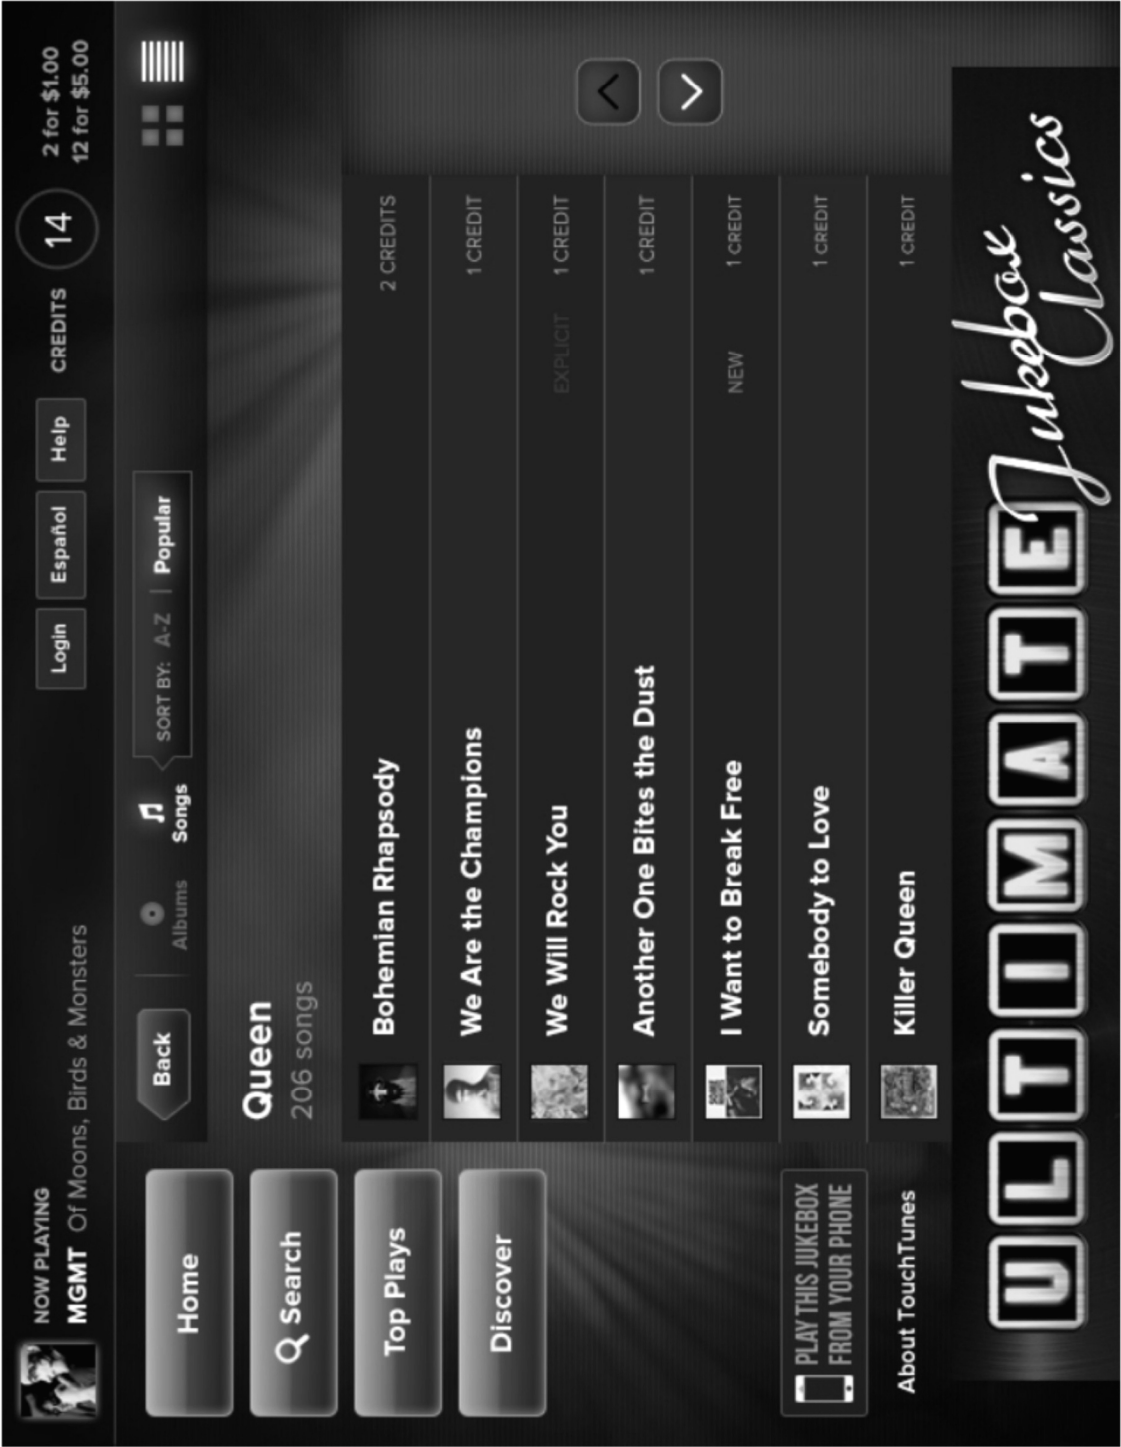 NOW PLAYING
MGMT Of Moons, Birds & Monsters
Login
Español
Help
CREDITS
14
2 for $1.00
12 for $5.00
Home
Search
Top Plays
Discover
PLAY THIS JUKEBOX
FROM YOUR PHONE
About TouchTunes
Back
Albums
Songs
SORT BY: A-Z | Popular
Queen
206 songs
Bohemian Rhapsody 2 CREDITS
We Are the Champions 1 CREDIT
We Will Rock You EXPLICIT 1 CREDIT
Another One Bites the Dust 1 CREDIT
I Want to Break Free NEW 1 CREDIT
Somebody to Love 1 CREDIT
Killer Queen 1 CREDIT
ULTIMATE Jukebox Classics